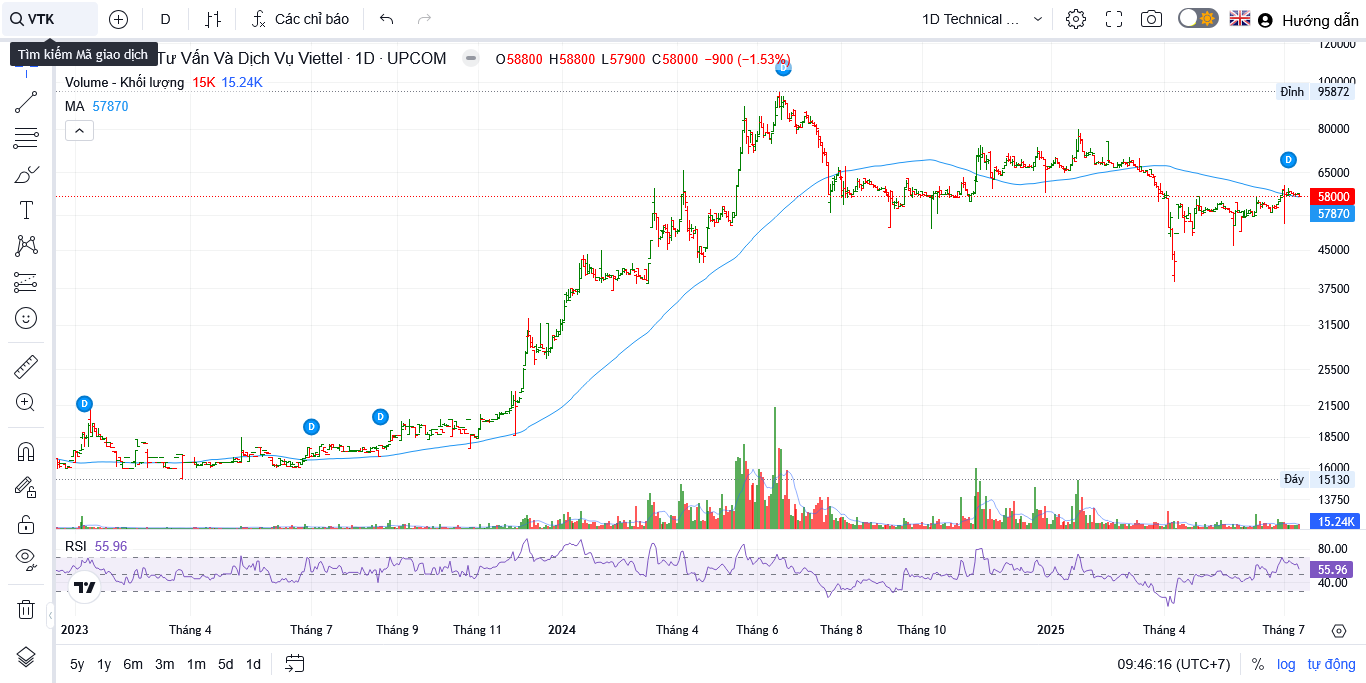 VTK
D
Các chỉ báo
1D Technical ...
Hướng dẫn
Tìm kiếm Mã giao dịch
Tư Vấn Và Dịch Vụ Viettel · 1D · UPCOM
O58800 H58800 L57900 C58000 −900 (−1.53%)
Volume - Khối lượng 15K 15.24K
MA 57870
120000
100000
Đỉnh 95872
80000
65000
58000
57870
45000
37500
31500
25500
21500
18500
16000
Đáy 15130
13750
15.24K
D
D
D
D
D
RSI 55.96
80.00
55.96
40.00
2023 Tháng 4 Tháng 7 Tháng 9 Tháng 11 2024 Tháng 4 Tháng 6 Tháng 8 Tháng 10 2025 Tháng 4 Tháng 7
5y 1y 6m 3m 1m 5d 1d
09:46:16 (UTC+7) % log tự động